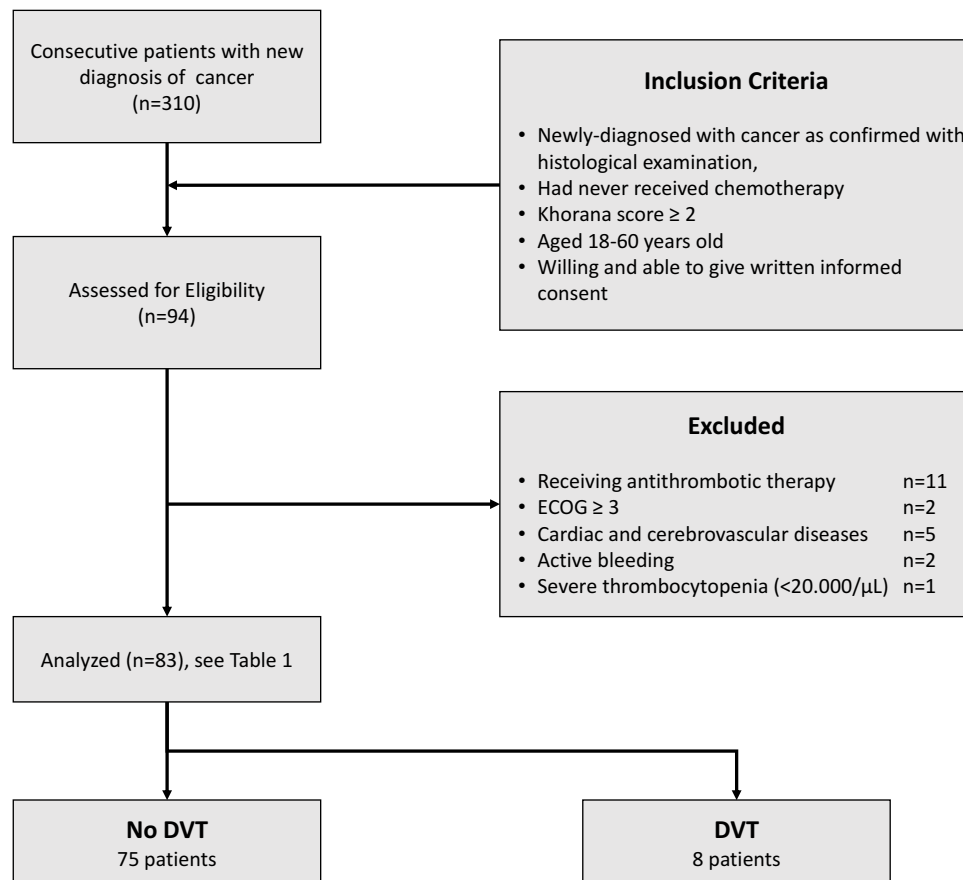 Consecutive patients with new
diagnosis of  cancer
(n=310)
Inclusion Criteria
• Newly-diagnosed with cancer as confirmed with
histological examination,
• Had never received chemotherapy
• Khorana score ≥ 2
• Aged 18-60 years old
• Willing and able to give written informed
consent
Assessed for Eligibility
(n=94)
Excluded
• Receiving antithrombotic therapy n=11
• ECOG ≥ 3 n=2
• Cardiac and cerebrovascular diseases n=5
• Active bleeding n=2
• Severe thrombocytopenia (<20.000/μL) n=1
Analyzed (n=83), see Table 1
No DVT
75 patients
DVT
8 patients